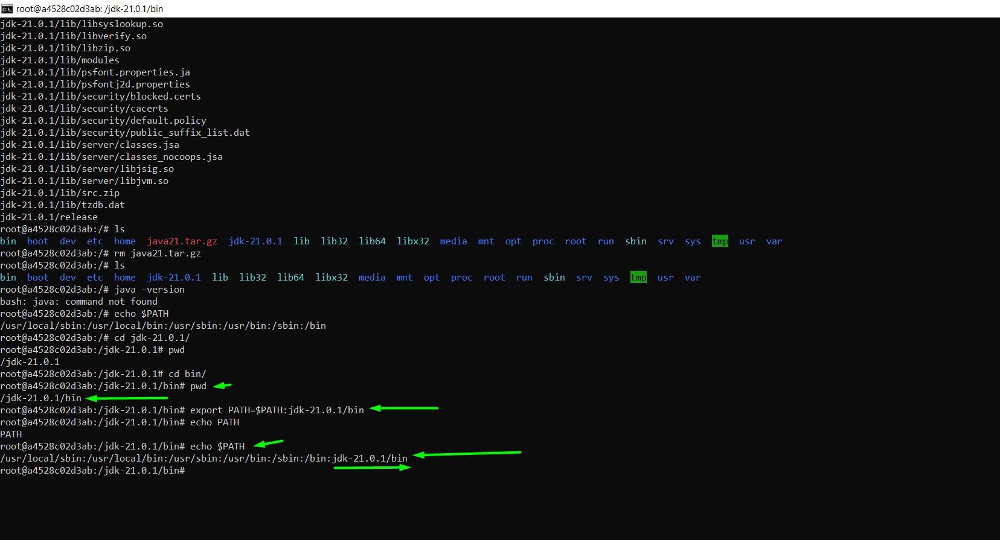 root@a4528c02d3ab: /jdk-21.0.1/bin
jdk-21.0.1/lib/libsyslookup.so
jdk-21.0.1/lib/libverify.so
jdk-21.0.1/lib/libzip.so
jdk-21.0.1/lib/modules
jdk-21.0.1/lib/psfont.properties.ja
jdk-21.0.1/lib/psfontj2d.properties
jdk-21.0.1/lib/security/blocked.certs
jdk-21.0.1/lib/security/cacerts
jdk-21.0.1/lib/security/default.policy
jdk-21.0.1/lib/security/public_suffix_list.dat
jdk-21.0.1/lib/server/classes.jsa
jdk-21.0.1/lib/server/classes_nocoops.jsa
jdk-21.0.1/lib/server/libjsig.so
jdk-21.0.1/lib/server/libjvm.so
jdk-21.0.1/lib/src.zip
jdk-21.0.1/lib/tzdb.dat
jdk-21.0.1/release
root@a4528c02d3ab:/# ls
bin  boot  dev  etc  home  java21.tar.gz  jdk-21.0.1  lib  lib32  lib64  libx32  media  mnt  opt  proc  root  run  sbin  srv  sys  tmp  usr  var
root@a4528c02d3ab:/# rm java21.tar.gz
root@a4528c02d3ab:/# ls
bin  boot  dev  etc  home  jdk-21.0.1  lib  lib32  lib64  libx32  media  mnt  opt  proc  root  run  sbin  srv  sys  tmp  usr  var
root@a4528c02d3ab:/# java -version
bash: java: command not found
root@a4528c02d3ab:/# echo $PATH
/usr/local/sbin:/usr/local/bin:/usr/sbin:/usr/bin:/sbin:/bin
root@a4528c02d3ab:/# cd jdk-21.0.1/
root@a4528c02d3ab:/jdk-21.0.1# pwd
/jdk-21.0.1
root@a4528c02d3ab:/jdk-21.0.1# cd bin/
root@a4528c02d3ab:/jdk-21.0.1/bin# pwd
/jdk-21.0.1/bin
root@a4528c02d3ab:/jdk-21.0.1/bin# export PATH=$PATH:jdk-21.0.1/bin
root@a4528c02d3ab:/jdk-21.0.1/bin# echo PATH
PATH
root@a4528c02d3ab:/jdk-21.0.1/bin# echo $PATH
/usr/local/sbin:/usr/local/bin:/usr/sbin:/usr/bin:/sbin:/bin:jdk-21.0.1/bin
root@a4528c02d3ab:/jdk-21.0.1/bin#